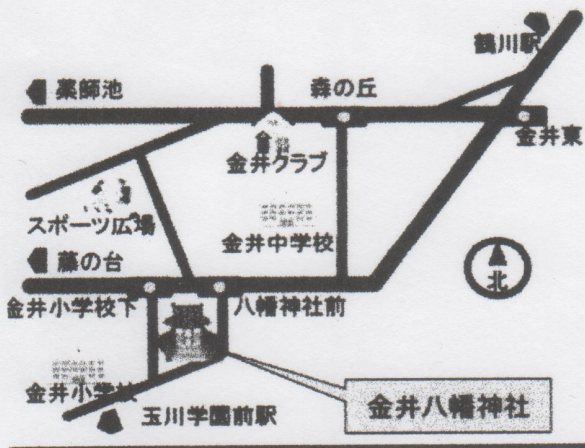 鶴川駅
薬師池
森の丘
金井東
金井クラブ
スポーツ広場
金井中学校
藤の台
北
金井小学校下
八幡神社前
金井小学校
金井八幡神社
玉川学園前駅